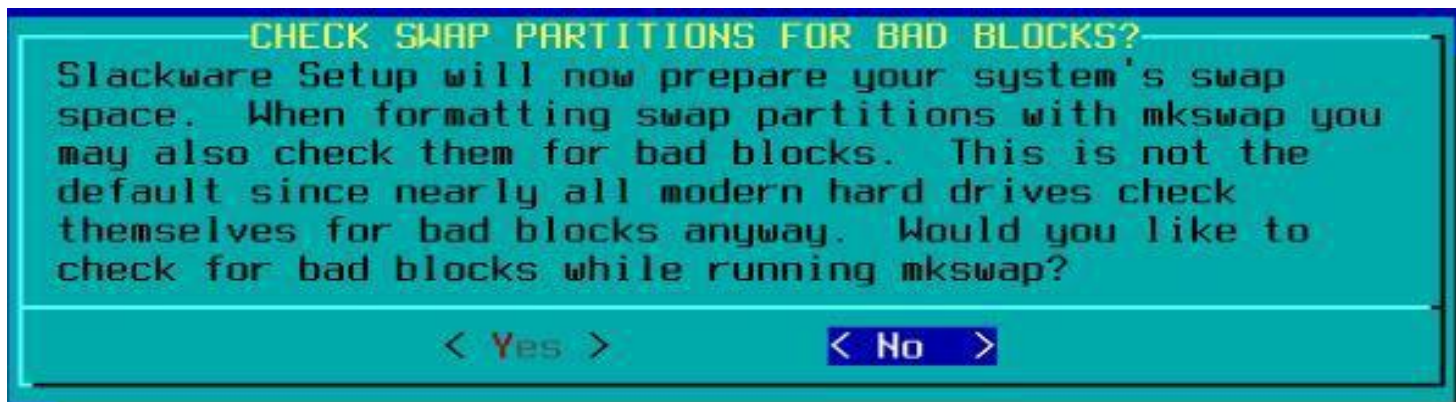 CHECK SWAP PARTITIONS FOR BAD BLOCKS?
Slackware Setup will now prepare your system's swap
space.  When formatting swap partitions with mkswap you
may also check them for bad blocks.  This is not the
default since nearly all modern hard drives check
themselves for bad blocks anyway.  Would you like to
check for bad blocks while running mkswap?
< Yes > < No >